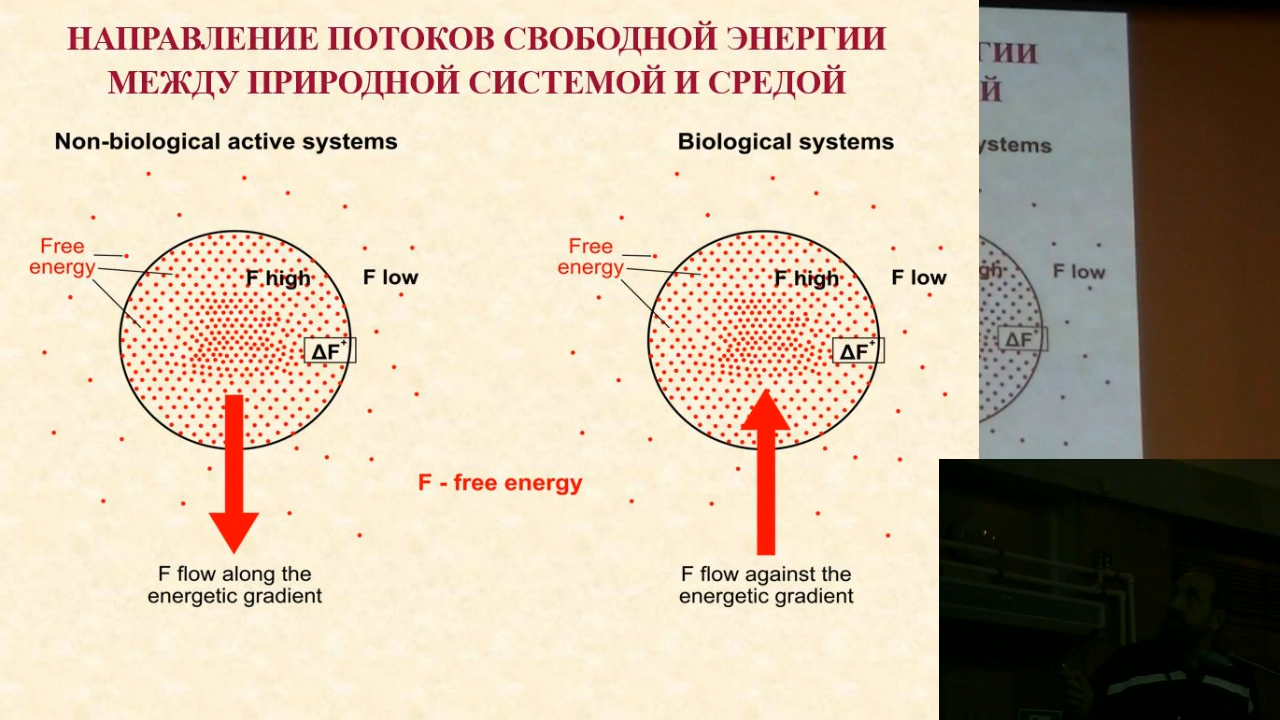 НАПРАВЛЕНИЕ ПОТОКОВ СВОБОДНОЙ ЭНЕРГИИ
МЕЖДУ ПРИРОДНОЙ СИСТЕМОЙ И СРЕДОЙ
Non-biological active systems
Biological systems
Free
energy
F high
F low
ΔF⁺
Free
energy
F high
F low
ΔF⁺
F - free energy
F flow along the
energetic gradient
F flow against the
energetic gradient
ГИИ
Й
ystems
gh
F low
ΔF⁺